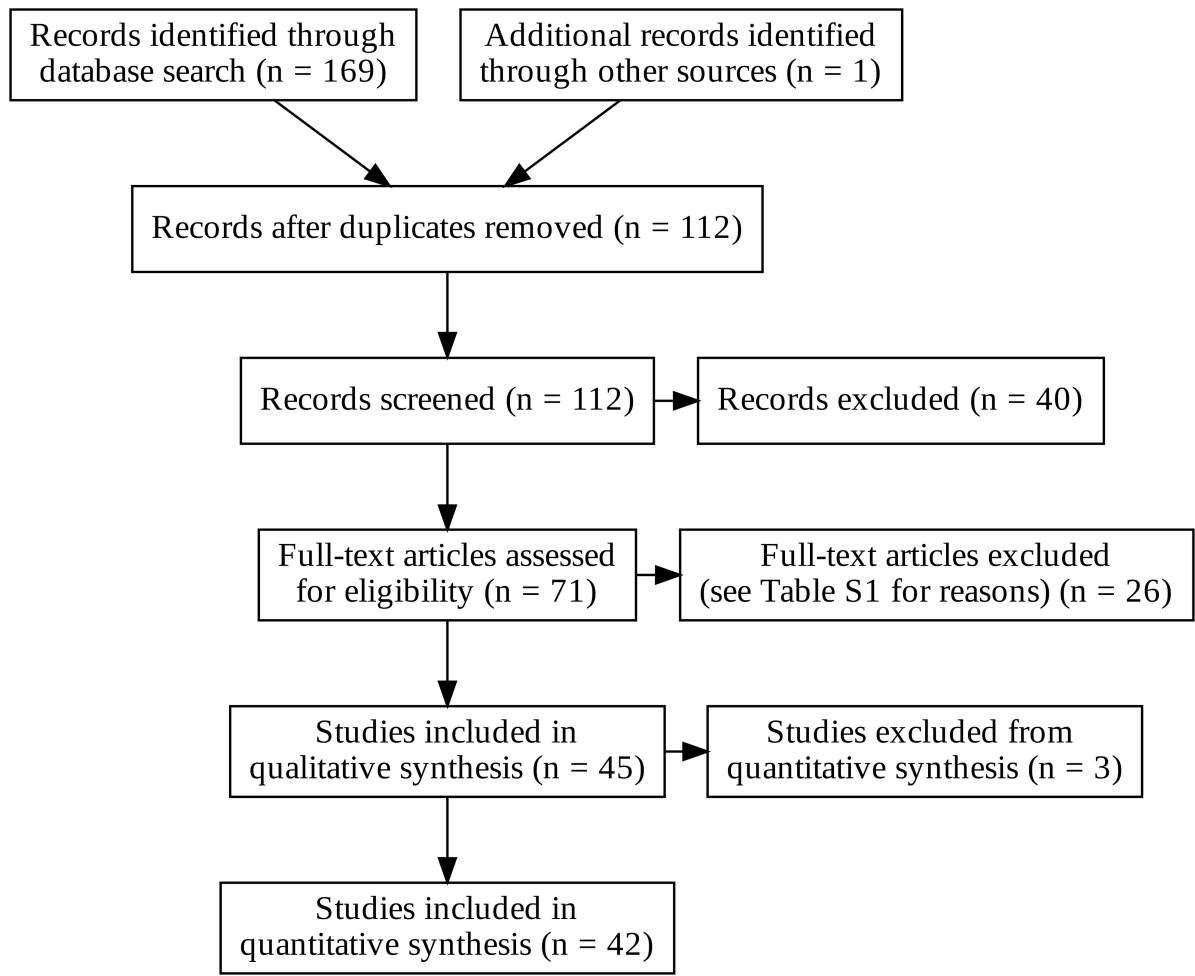 Records identified through
database search (n = 169)
Additional records identified
through other sources (n = 1)
Records after duplicates removed (n = 112)
Records screened (n = 112)
Records excluded (n = 40)
Full-text articles assessed
for eligibility (n = 71)
Full-text articles excluded
(see Table S1 for reasons) (n = 26)
Studies included in
qualitative synthesis (n = 45)
Studies excluded from
quantitative synthesis (n = 3)
Studies included in
quantitative synthesis (n = 42)